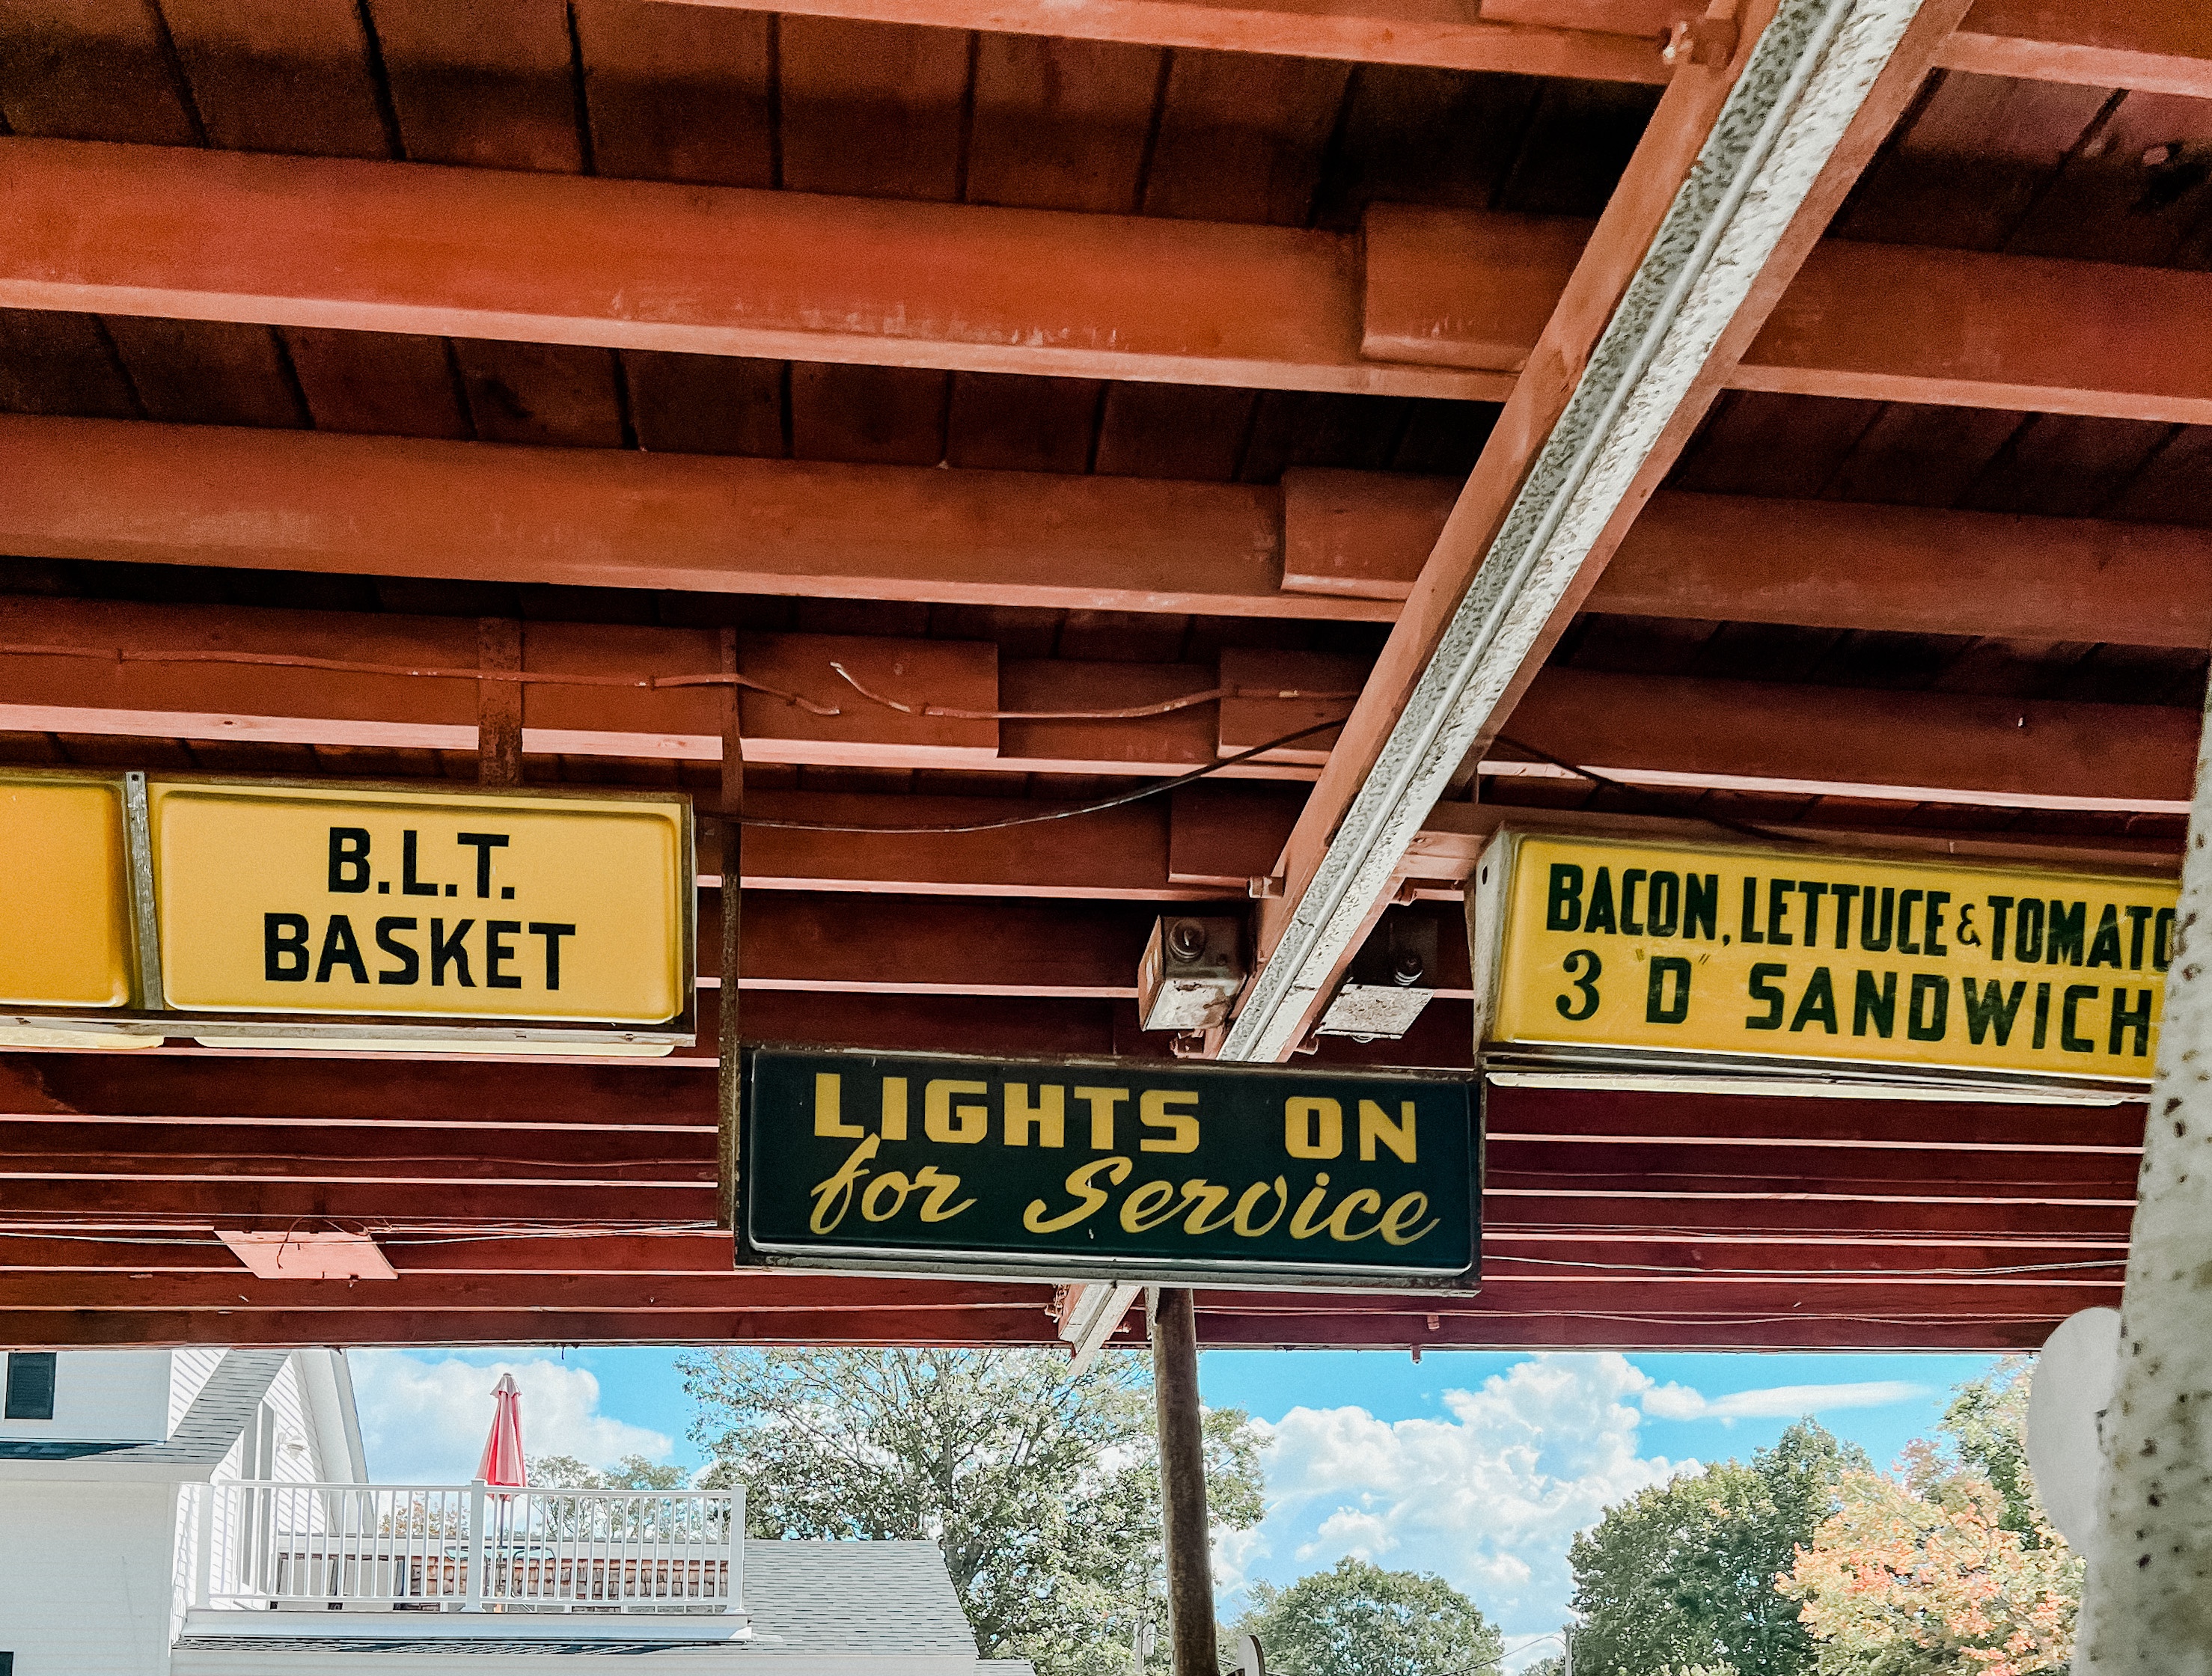 B.L.T.
BASKET
LIGHTS ON
for Service
BACON, LETTUCE & TOMATO
3 "D" SANDWICH